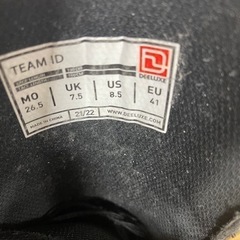 TEAM ID
DEELUXE
MO UK US EU
26.5 7.5 8.5 41
MADE IN CHINA 21/22 WWW.DEELUXE.COM